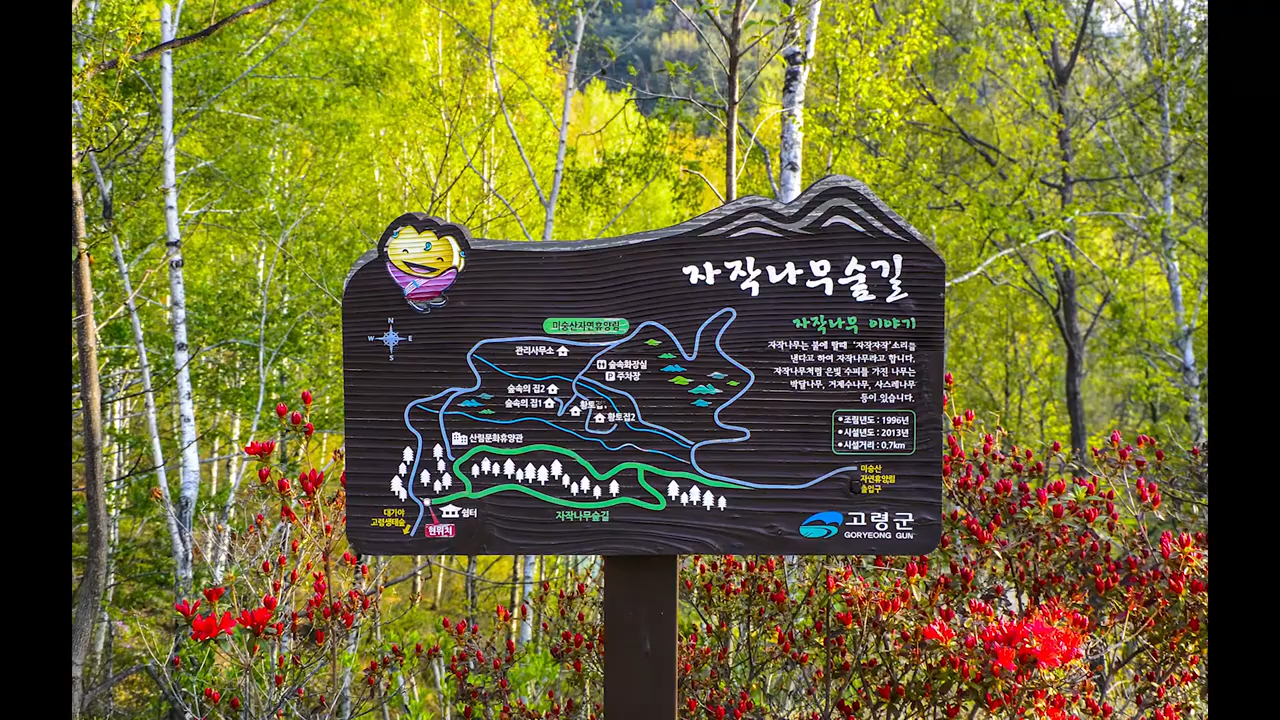 자작나무숲길
자작나무 이야기
자작나무는 불에 탈때 '자작자작'소리를
낸다고 하여 자작나무라고 합니다.
자작나무처럼 은빛 수피를 가진 나무는
박달나무, 거제수나무, 사스레나무
등이 있습니다.
•조림년도 : 1996년
•시설년도 : 2013년
•시설거리 : 0.7km
N
W E
S
미숭산자연휴양림
관리사무소
숲속화장실
P 주차장
숲속의 집2
숲속의 집1
황토집1
황토집2
산림문화휴양관
미숭산
자연휴양림
출입구
대가야
고령생태숲
쉼터
현위치
자작나무숲길
고령군
GORYEONG GUN